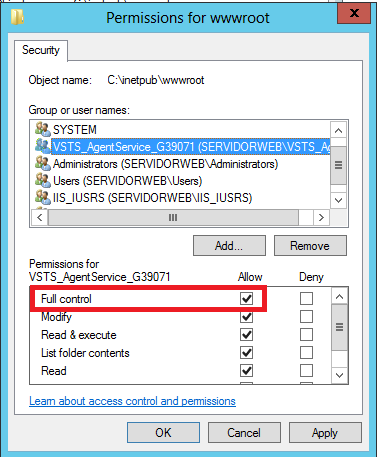 Permissions for wwwroot
Security
Object name: C:\inetpub\wwwroot
Group or user names:
SYSTEM
VSTS_AgentService_G39071 (SERVIDORWEB\VSTS_Ag
Administrators (SERVIDORWEB\Administrators)
Users (SERVIDORWEB\Users)
IIS_IUSRS (SERVIDORWEB\IIS_IUSRS)
Add... Remove
Permissions for
VSTS_AgentService_G39071 Allow Deny
Full control
Modify
Read & execute
List folder contents
Read
Learn about access control and permissions
OK Cancel Apply